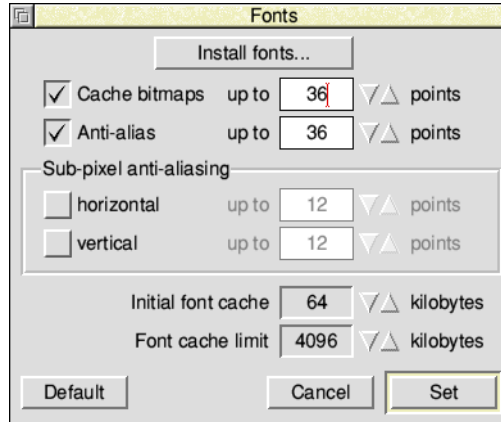 Fonts
Install fonts...
Cache bitmaps up to 36 points
Anti-alias up to 36 points
Sub-pixel anti-aliasing
horizontal up to 12 points
vertical up to 12 points
Initial font cache 64 kilobytes
Font cache limit 4096 kilobytes
Default Cancel Set